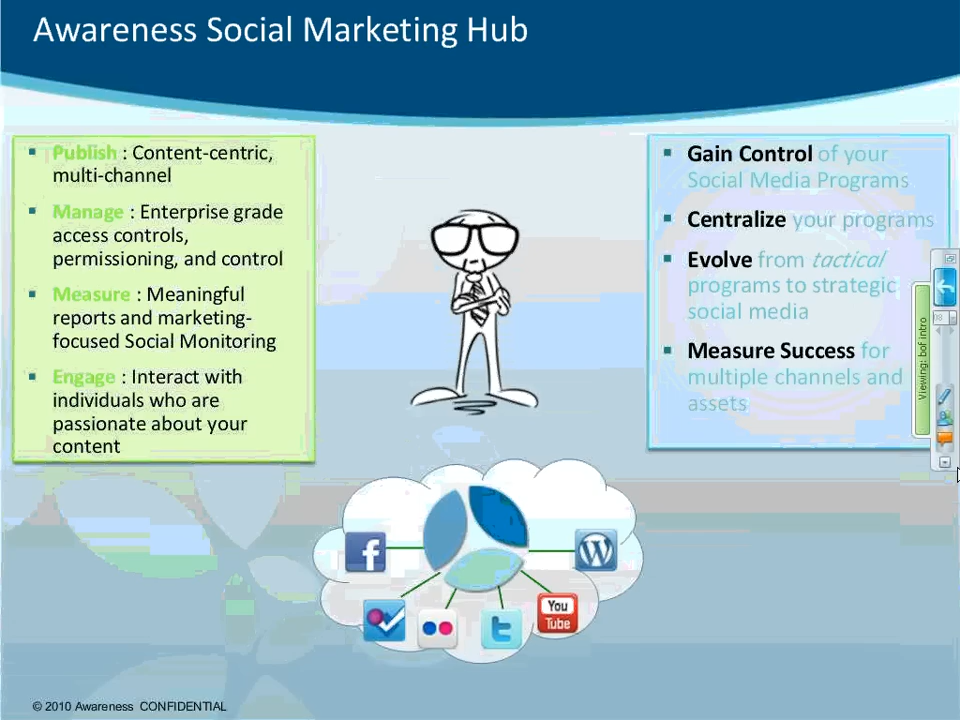 Awareness Social Marketing Hub
Publish : Content-centric,
multi-channel
Manage : Enterprise grade
access controls,
permissioning, and control
Measure : Meaningful
reports and marketing-
focused Social Monitoring
Engage : Interact with
individuals who are
passionate about your
content
Gain Control of your
Social Media Programs
Centralize your programs
Evolve from tactical
programs to strategic
social media
Measure Success for
multiple channels and
assets
Viewing: bof intro
You
Tube
© 2010 Awareness CONFIDENTIAL